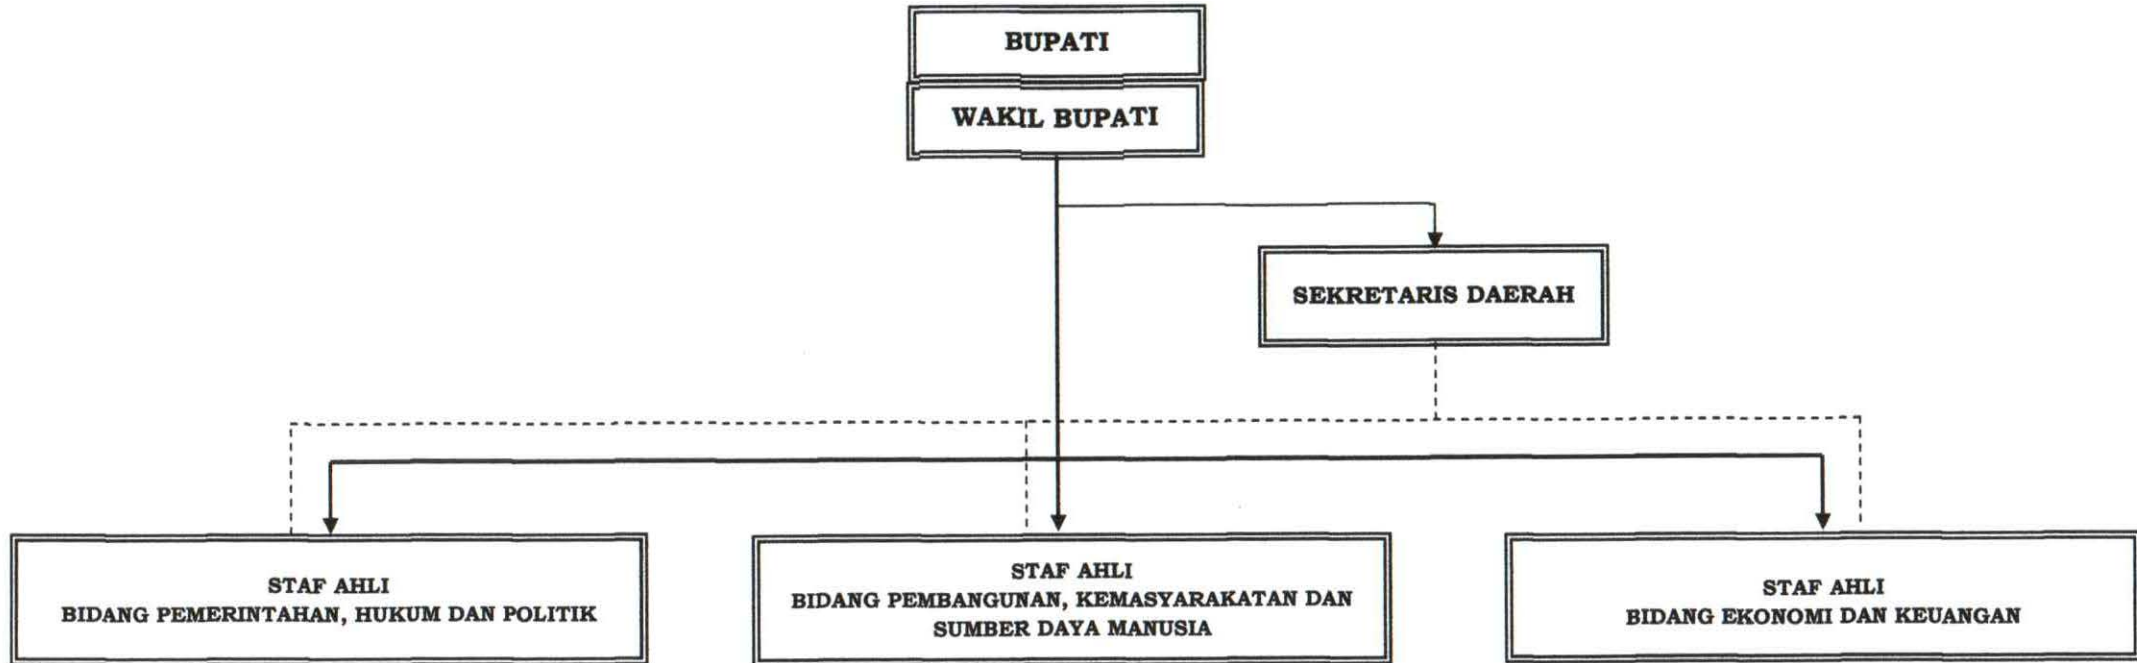 BUPATI
WAKIL BUPATI
SEKRETARIS DAERAH
STAF AHLI
BIDANG PEMERINTAHAN, HUKUM DAN POLITIK
STAF AHLI
BIDANG PEMBANGUNAN, KEMASYARAKATAN DAN
SUMBER DAYA MANUSIA
STAF AHLI
BIDANG EKONOMI DAN KEUANGAN